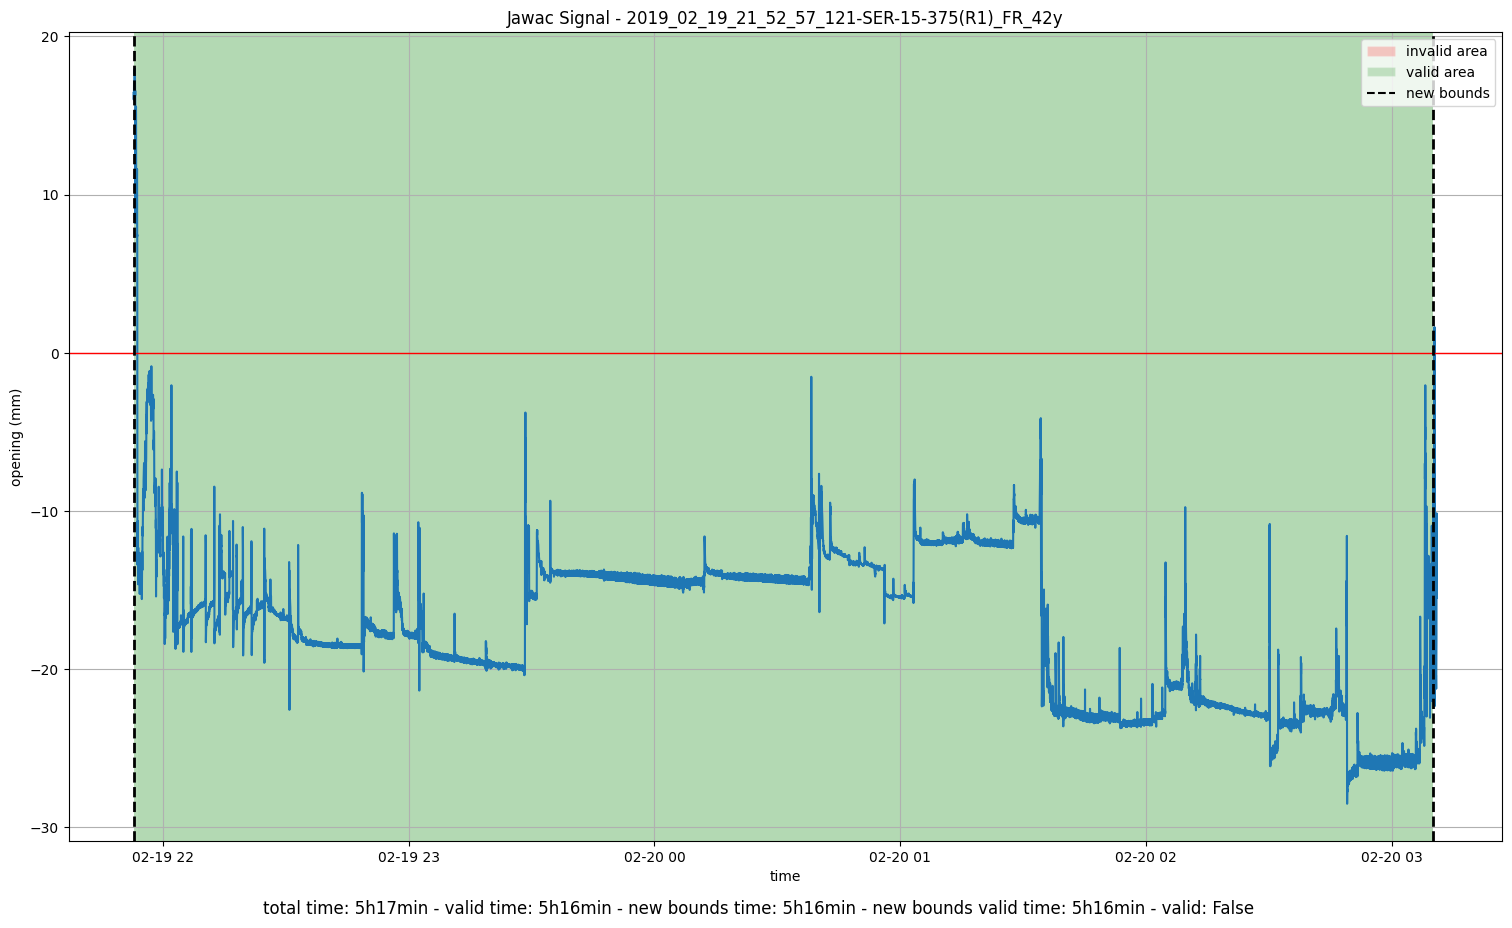 Jawac Signal - 2019_02_19_21_52_57_121-SER-15-375(R1)_FR_42y
invalid area
valid area
new bounds
20
10
0
−10
−20
−30
opening (mm)
02-19 22
02-19 23
02-20 00
02-20 01
02-20 02
02-20 03
time
total time: 5h17min - valid time: 5h16min - new bounds time: 5h16min - new bounds valid time: 5h16min - valid: False